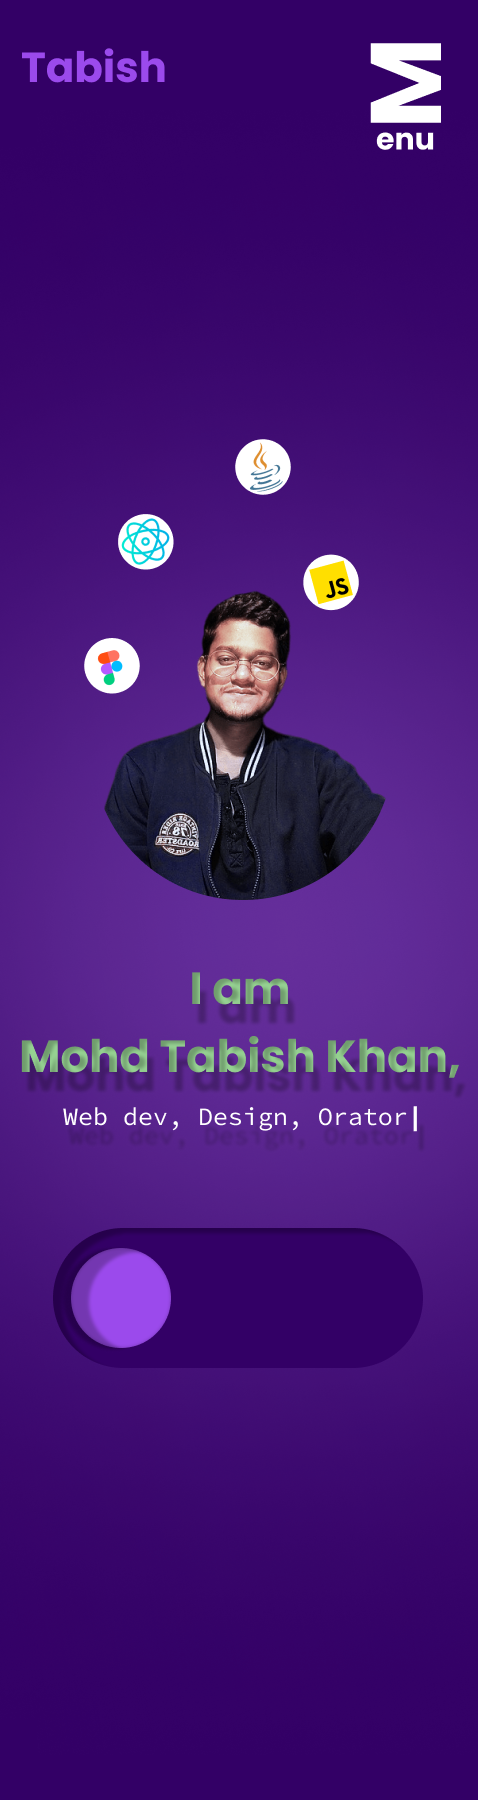 Tabish
M
enu
JS
I am
Mohd Tabish Khan,
Web dev, Design, Orator|